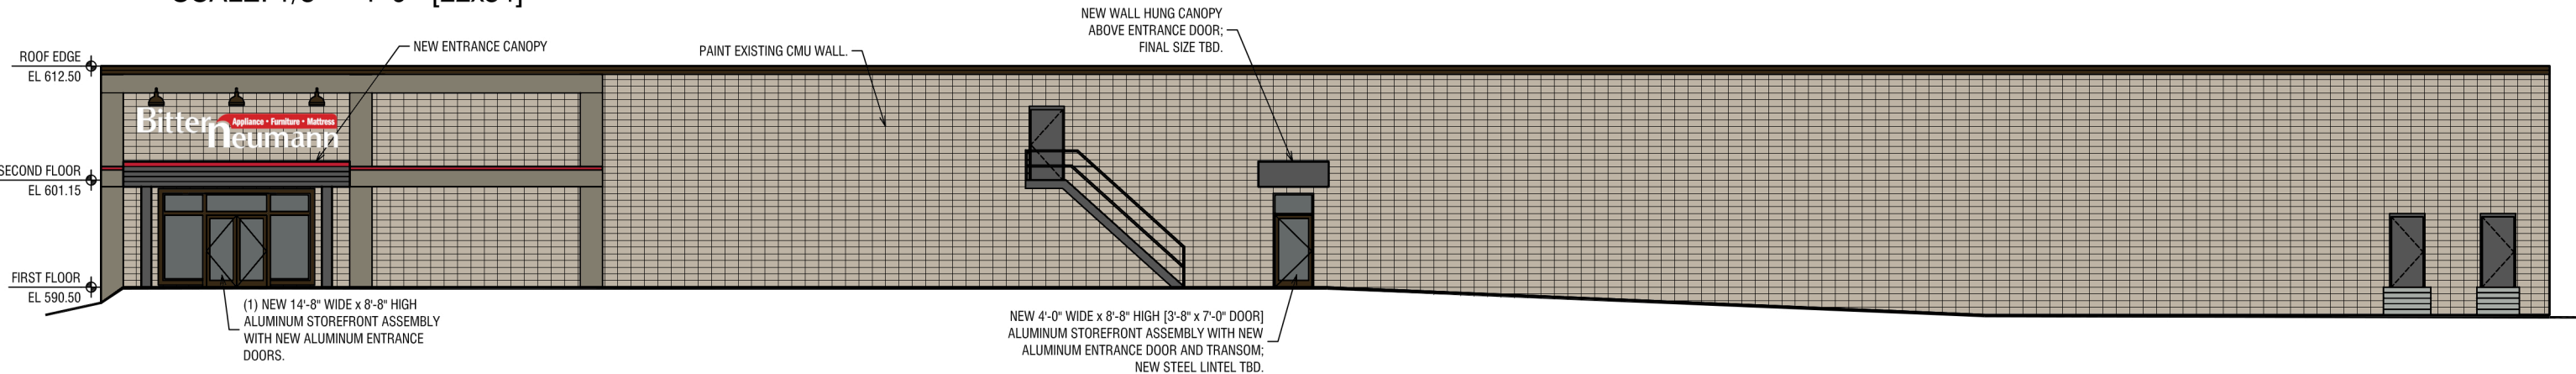 NEW ENTRANCE CANOPY
PAINT EXISTING CMU WALL.
NEW WALL HUNG CANOPY
ABOVE ENTRANCE DOOR;
FINAL SIZE TBD.
ROOF EDGE
EL 612.50
Bitter
Appliance • Furniture • Mattress
neumann
SECOND FLOOR
EL 601.15
FIRST FLOOR
EL 590.50
(1) NEW 14'-8" WIDE x 8'-8" HIGH
ALUMINUM STOREFRONT ASSEMBLY
WITH NEW ALUMINUM ENTRANCE
DOORS.
NEW 4'-0" WIDE x 8'-8" HIGH [3'-8" x 7'-0" DOOR]
ALUMINUM STOREFRONT ASSEMBLY WITH NEW
ALUMINUM ENTRANCE DOOR AND TRANSOM;
NEW STEEL LINTEL TBD.